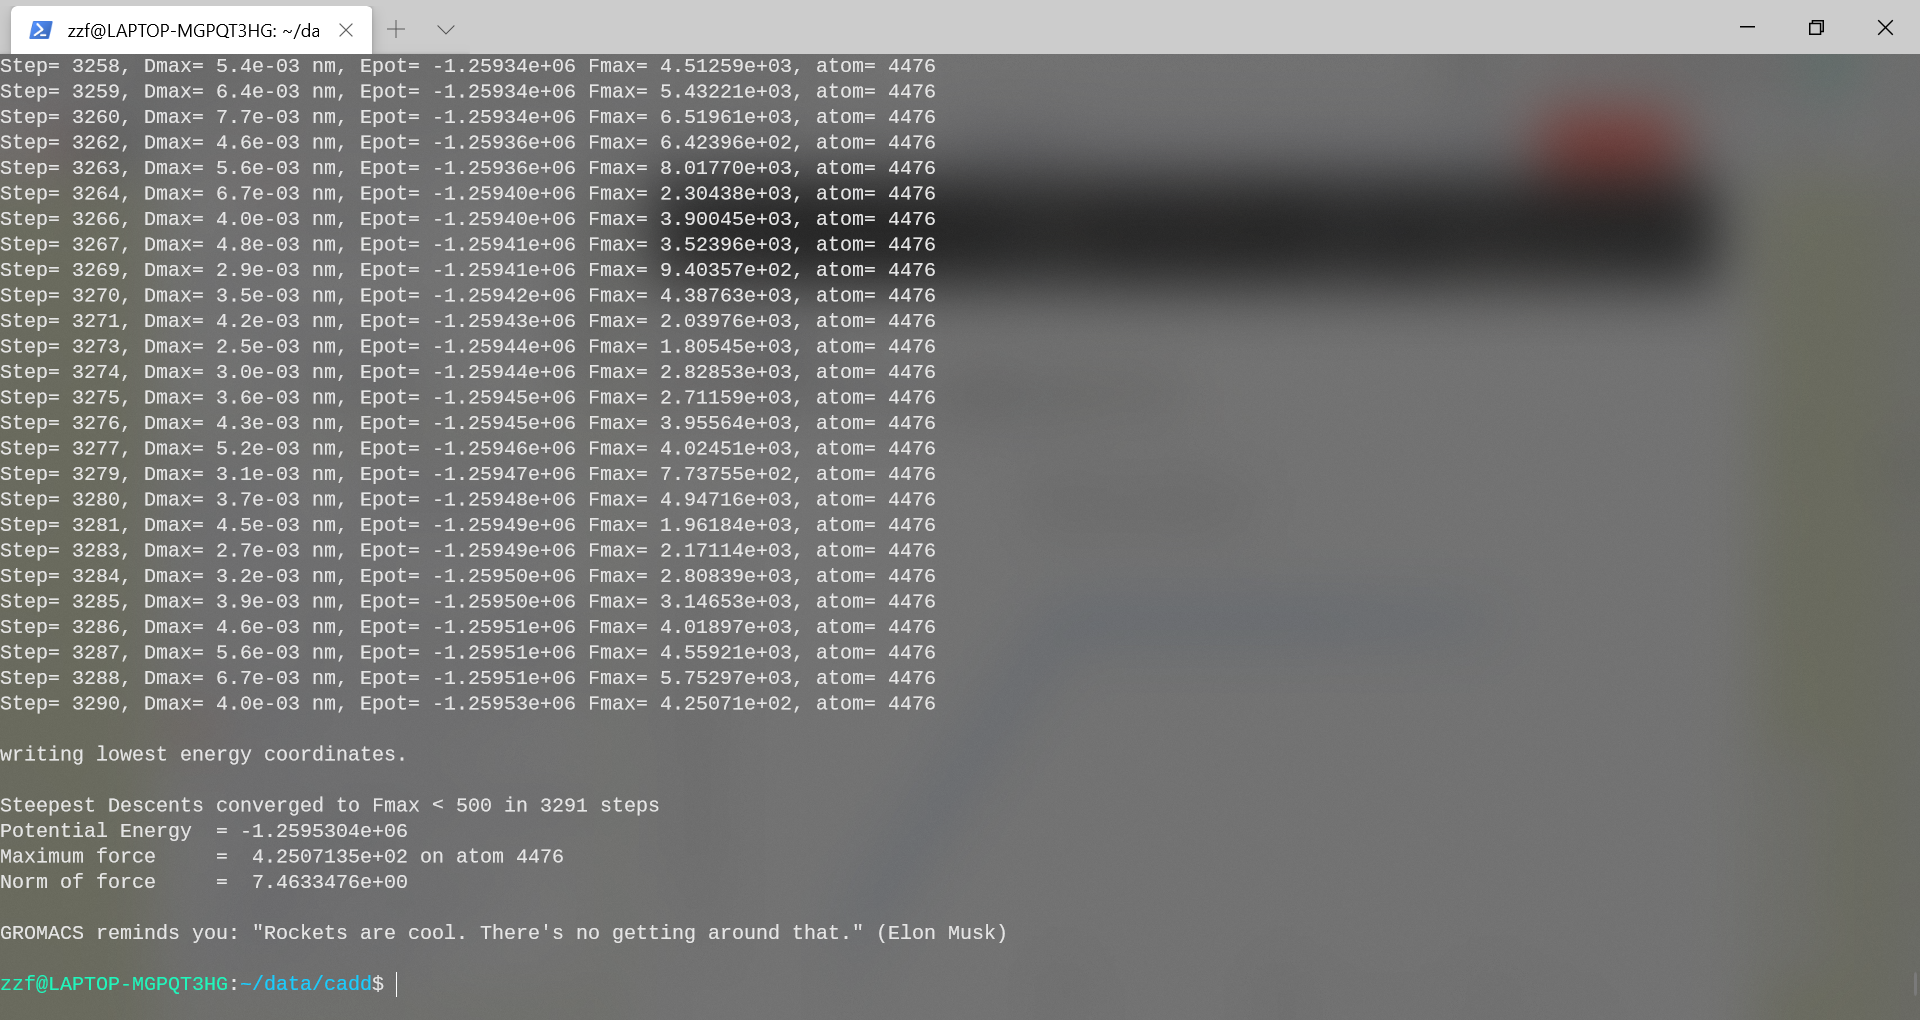 zzf@LAPTOP-MGPQT3HG: ~/da
Step= 3258, Dmax= 5.4e-03 nm, Epot= -1.25934e+06 Fmax= 4.51259e+03, atom= 4476
Step= 3259, Dmax= 6.4e-03 nm, Epot= -1.25934e+06 Fmax= 5.43221e+03, atom= 4476
Step= 3260, Dmax= 7.7e-03 nm, Epot= -1.25934e+06 Fmax= 6.51961e+03, atom= 4476
Step= 3262, Dmax= 4.6e-03 nm, Epot= -1.25936e+06 Fmax= 6.42396e+02, atom= 4476
Step= 3263, Dmax= 5.6e-03 nm, Epot= -1.25936e+06 Fmax= 8.01770e+03, atom= 4476
Step= 3264, Dmax= 6.7e-03 nm, Epot= -1.25940e+06 Fmax= 2.30438e+03, atom= 4476
Step= 3266, Dmax= 4.0e-03 nm, Epot= -1.25940e+06 Fmax= 3.90045e+03, atom= 4476
Step= 3267, Dmax= 4.8e-03 nm, Epot= -1.25941e+06 Fmax= 3.52396e+03, atom= 4476
Step= 3269, Dmax= 2.9e-03 nm, Epot= -1.25941e+06 Fmax= 9.40357e+02, atom= 4476
Step= 3270, Dmax= 3.5e-03 nm, Epot= -1.25942e+06 Fmax= 4.38763e+03, atom= 4476
Step= 3271, Dmax= 4.2e-03 nm, Epot= -1.25943e+06 Fmax= 2.03976e+03, atom= 4476
Step= 3273, Dmax= 2.5e-03 nm, Epot= -1.25944e+06 Fmax= 1.80545e+03, atom= 4476
Step= 3274, Dmax= 3.0e-03 nm, Epot= -1.25944e+06 Fmax= 2.82853e+03, atom= 4476
Step= 3275, Dmax= 3.6e-03 nm, Epot= -1.25945e+06 Fmax= 2.71159e+03, atom= 4476
Step= 3276, Dmax= 4.3e-03 nm, Epot= -1.25945e+06 Fmax= 3.95564e+03, atom= 4476
Step= 3277, Dmax= 5.2e-03 nm, Epot= -1.25946e+06 Fmax= 4.02451e+03, atom= 4476
Step= 3279, Dmax= 3.1e-03 nm, Epot= -1.25947e+06 Fmax= 7.73755e+02, atom= 4476
Step= 3280, Dmax= 3.7e-03 nm, Epot= -1.25948e+06 Fmax= 4.94716e+03, atom= 4476
Step= 3281, Dmax= 4.5e-03 nm, Epot= -1.25949e+06 Fmax= 1.96184e+03, atom= 4476
Step= 3283, Dmax= 2.7e-03 nm, Epot= -1.25949e+06 Fmax= 2.17114e+03, atom= 4476
Step= 3284, Dmax= 3.2e-03 nm, Epot= -1.25950e+06 Fmax= 2.80839e+03, atom= 4476
Step= 3285, Dmax= 3.9e-03 nm, Epot= -1.25950e+06 Fmax= 3.14653e+03, atom= 4476
Step= 3286, Dmax= 4.6e-03 nm, Epot= -1.25951e+06 Fmax= 4.01897e+03, atom= 4476
Step= 3287, Dmax= 5.6e-03 nm, Epot= -1.25951e+06 Fmax= 4.55921e+03, atom= 4476
Step= 3288, Dmax= 6.7e-03 nm, Epot= -1.25951e+06 Fmax= 5.75297e+03, atom= 4476
Step= 3290, Dmax= 4.0e-03 nm, Epot= -1.25953e+06 Fmax= 4.25071e+02, atom= 4476
writing lowest energy coordinates.
Steepest Descents converged to Fmax < 500 in 3291 steps
Potential Energy  = -1.2595304e+06
Maximum force     =  4.2507135e+02 on atom 4476
Norm of force     =  7.4633476e+00
GROMACS reminds you: "Rockets are cool. There's no getting around that." (Elon Musk)
zzf@LAPTOP-MGPQT3HG:~/data/cadd$